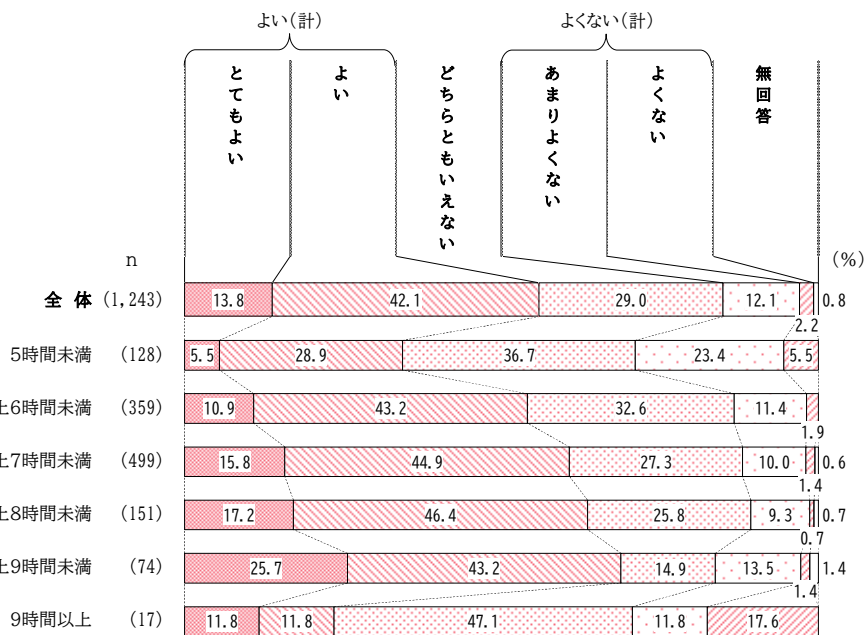 よい(計)
よくない(計)
とてもよい
よい
どちらともいえない
あまりよくない
よくない
無回答
n
(%)
全 体 (1,243) 13.8 42.1 29.0 12.1 2.2 0.8
5時間未満 (128) 5.5 28.9 36.7 23.4 5.5
上6時間未満 (359) 10.9 43.2 32.6 11.4 1.9
上7時間未満 (499) 15.8 44.9 27.3 10.0 1.4 0.6
上8時間未満 (151) 17.2 46.4 25.8 9.3 0.7 0.7
上9時間未満 (74) 25.7 43.2 14.9 13.5 1.4 1.4
9時間以上 (17) 11.8 11.8 47.1 11.8 17.6